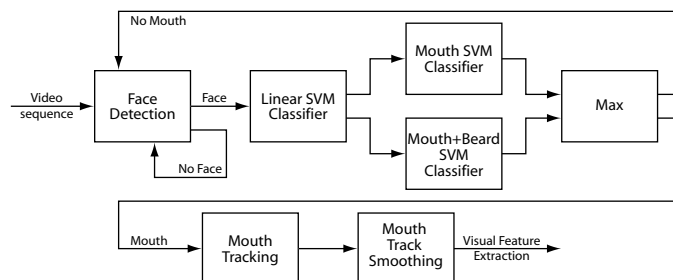 No Mouth
Video
sequence
Face
Detection
Face
No Face
Linear SVM
Classifier
Mouth SVM
Classifier
Mouth+Beard
SVM
Classifier
Max
Mouth
Mouth
Tracking
Mouth
Track
Smoothing
Visual Feature
Extraction